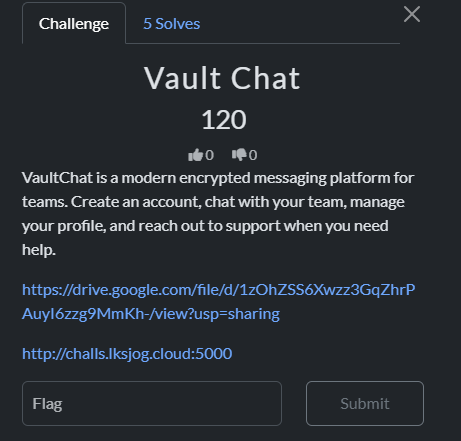 Challenge
5 Solves
Vault Chat
120
0
0
VaultChat is a modern encrypted messaging platform for
teams. Create an account, chat with your team, manage
your profile, and reach out to support when you need
help.
https://drive.google.com/file/d/1zOhZSS6Xwzz3GqZhrP
AuyI6zzg9MmKh-/view?usp=sharing
http://challs.lksjog.cloud:5000
Flag
Submit